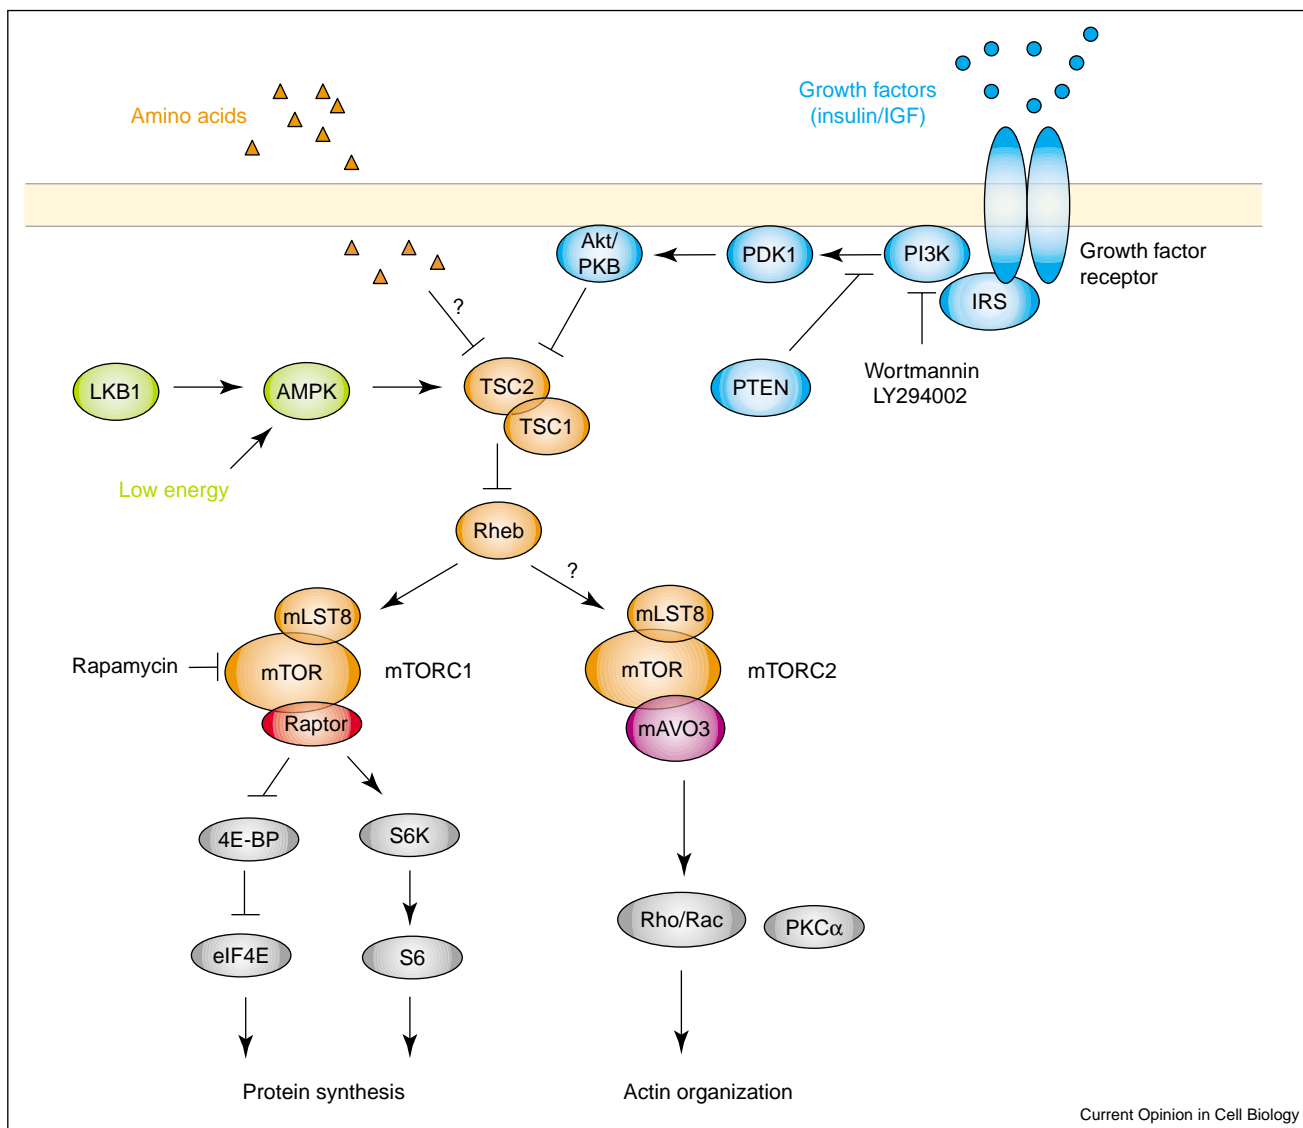 Amino acids
Growth factors
(insulin/IGF)
Akt/
PKB
PDK1
PI3K
IRS
Growth factor
receptor
?
LKB1
AMPK
TSC2
TSC1
PTEN
Wortmannin
LY294002
Low energy
Rheb
?
mLST8
mTOR
Raptor
Rapamycin
mTORC1
mLST8
mTOR
mAVO3
mTORC2
4E-BP
S6K
eIF4E
S6
Rho/Rac
PKCα
Protein synthesis
Actin organization
Current Opinion in Cell Biology